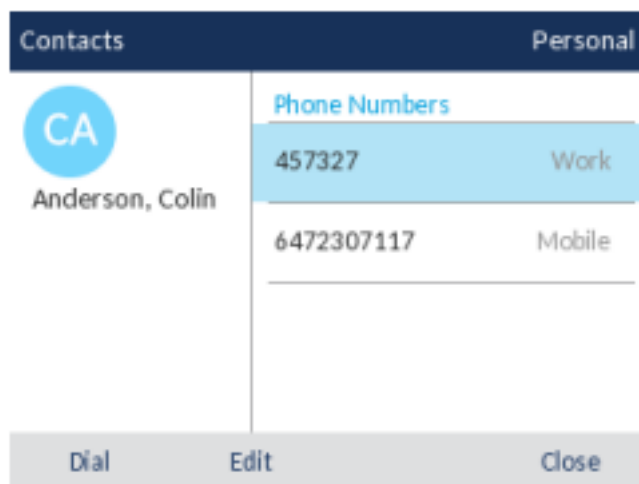 Contacts Personal
CA
Anderson, Colin
Phone Numbers
457327 Work
6472307117 Mobile
Dial Edit Close